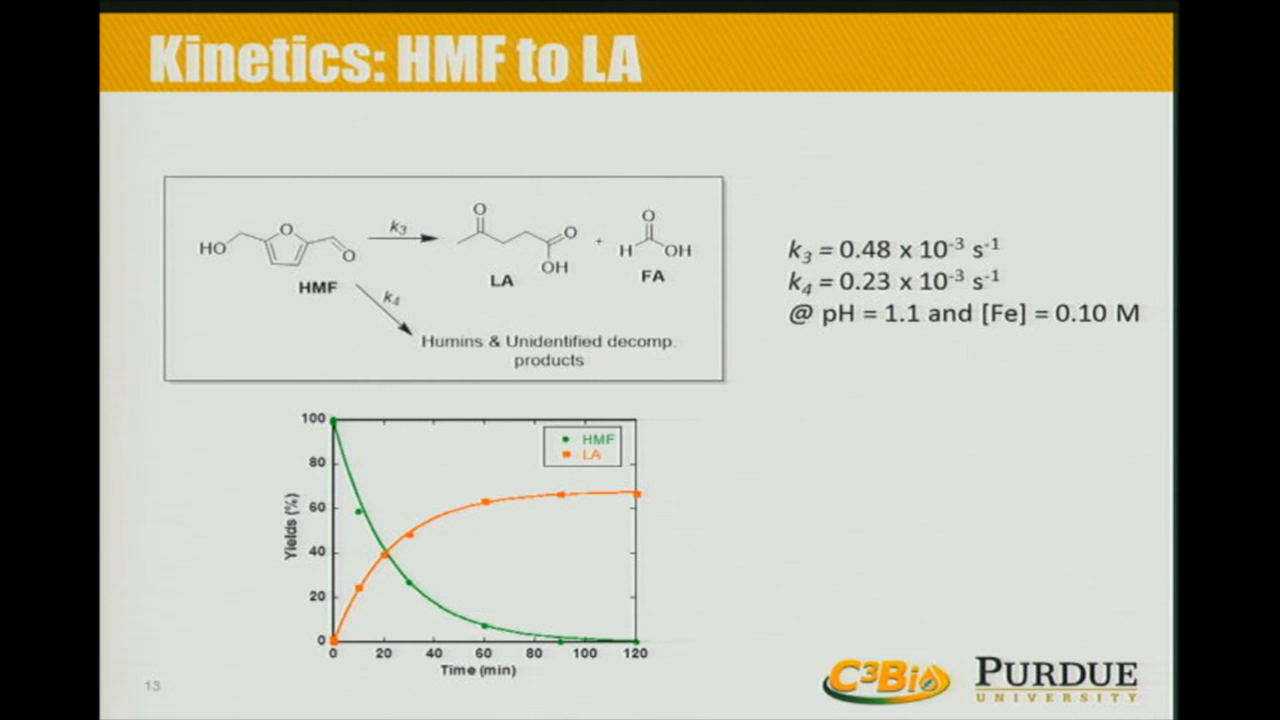 Kinetics: HMF to LA
HO
O
O
k3
O
O
OH
+
O
H
OH
HMF
LA
FA
k4
Humins & Unidentified decomp.
products
k3 = 0.48 x 10-3 s-1
k4 = 0.23 x 10-3 s-1
@ pH = 1.1 and [Fe] = 0.10 M
100
80
60
40
20
0
Yields (%)
HMF
LA
0 20 40 60 80 100 120
Time (min)
13
C3Bio
PURDUE
UNIVERSITY